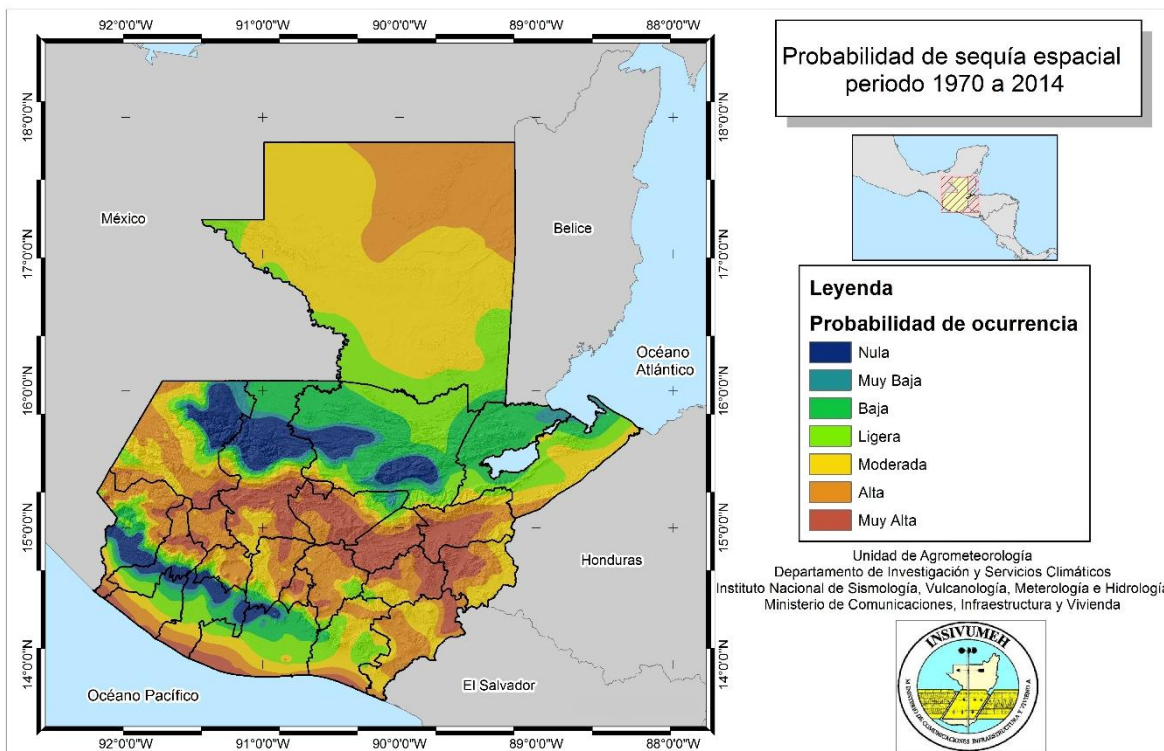 92°0'0"W 91°0'0"W 90°0'0"W 89°0'0"W 88°0'0"W
18°0'0"N
17°0'0"N
16°0'0"N
15°0'0"N
14°0'0"N
México
Belice
Océano
Atlántico
Honduras
El Salvador
Océano Pacífico
18°0'0"N
17°0'0"N
16°0'0"N
15°0'0"N
14°0'0"N
92°0'0"W 91°0'0"W 90°0'0"W 89°0'0"W 88°0'0"W
Probabilidad de sequía espacial
periodo 1970 a 2014
Leyenda
Probabilidad de ocurrencia
Nula
Muy Baja
Baja
Ligera
Moderada
Alta
Muy Alta
Unidad de Agrometeorología
Departamento de Investigación y Servicios Climáticos
Instituto Nacional de Sismología, Vulcanología, Meterología e Hidrología
Ministerio de Comunicaciones, Infraestructura y Vivienda
INSIVUMEH
MINISTERIO DE COMUNICACIONES INFRAESTRUCTURA Y VIVIENDA